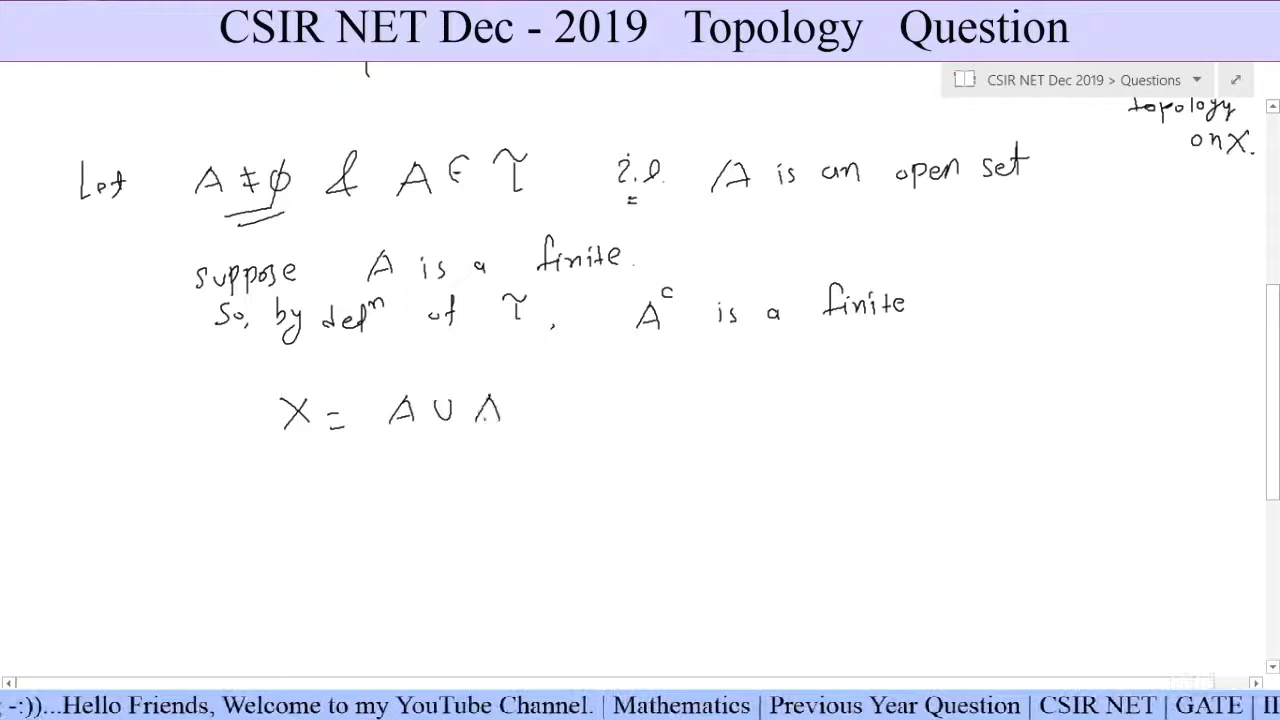 CSIR NET Dec - 2019 Topology Question
CSIR NET Dec 2019 > Questions
topology
on X.
Let A ≠ ϕ & A ∈ τ i.e. A is an open set
suppose A is a finite.
So, by defⁿ of τ, Aᶜ is a finite
X = A ∪ A
-:))...Hello Friends, Welcome to my YouTube Channel. | Mathematics | Previous Year Question | CSIR NET | GATE | II